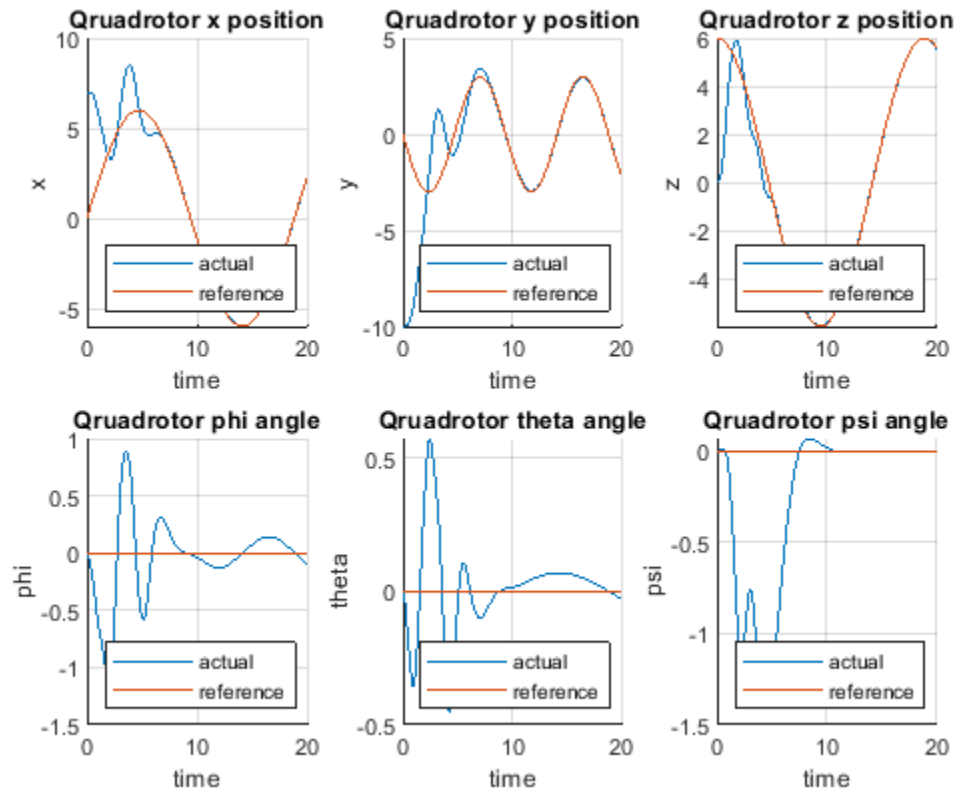 Qruadrotor x position
10
5
0
-5
x
actual
reference
0
10
20
time
Qruadrotor y position
5
0
-5
-10
y
actual
reference
0
10
20
time
Qruadrotor z position
6
4
2
0
-2
-4
z
actual
reference
0
10
20
time
Qruadrotor phi angle
1
0.5
0
-0.5
-1
-1.5
phi
actual
reference
0
10
20
time
Qruadrotor theta angle
0.5
0
-0.5
theta
actual
reference
0
10
20
time
Qruadrotor psi angle
0
-0.5
-1
-1.5
psi
actual
reference
0
10
20
time